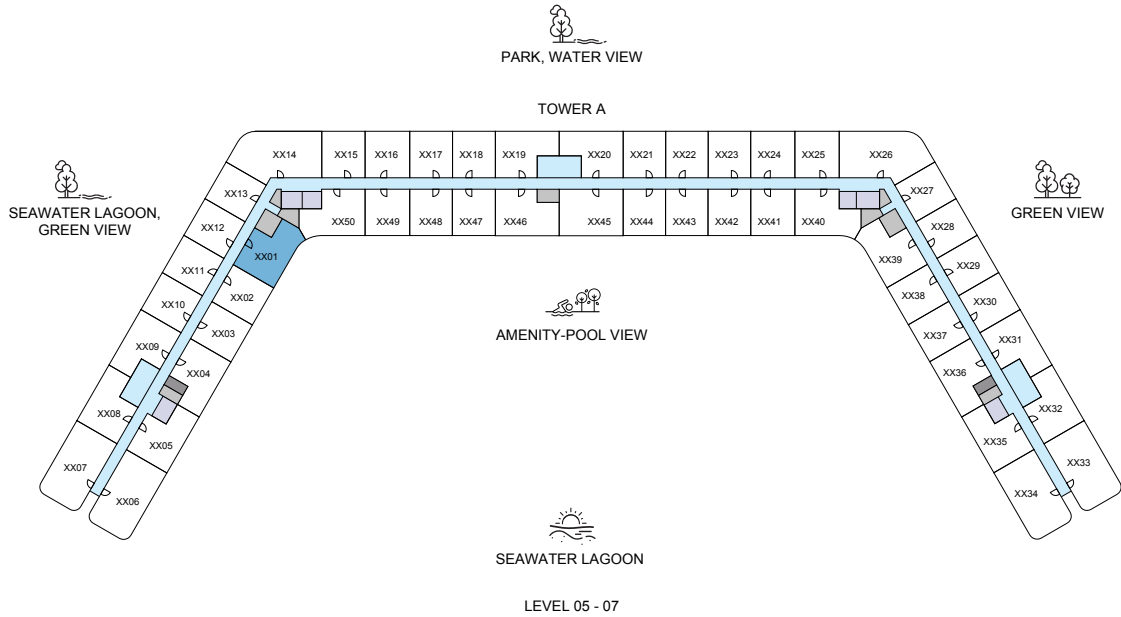 PARK, WATER VIEW
TOWER A
SEAWATER LAGOON,
GREEN VIEW
GREEN VIEW
XX14
XX15
XX16
XX17
XX18
XX19
XX20
XX21
XX22
XX23
XX24
XX25
XX26
XX13
XX27
XX12
XX50
XX49
XX48
XX47
XX46
XX45
XX44
XX43
XX42
XX41
XX40
XX28
XX01
XX39
XX11
XX29
XX02
XX38
XX10
XX30
XX03
XX37
XX09
XX31
XX04
XX36
XX08
XX32
XX05
XX35
XX07
XX33
XX06
XX34
AMENITY-POOL VIEW
SEAWATER LAGOON
LEVEL 05 - 07